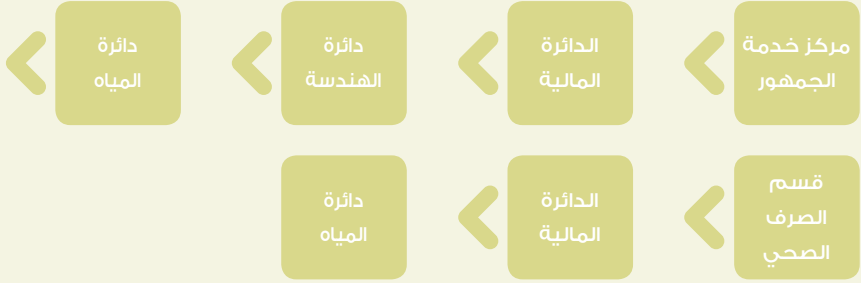 مركز خدمة
الجمهور
الدائرة
المالية
دائرة
الهندسة
دائرة
المياه
قسم
الصرف
الصحي
الدائرة
المالية
دائرة
المياه